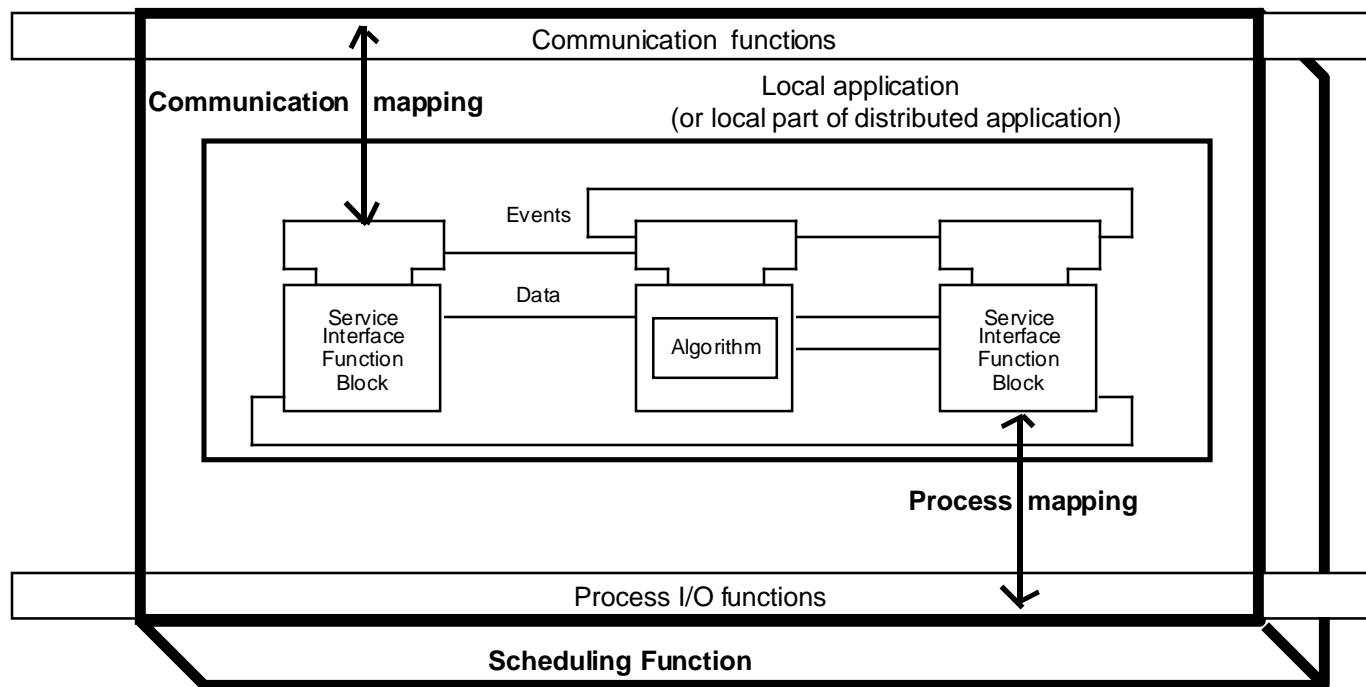 Communication functions
Communication mapping
Local application
(or local part of distributed application)
Events
Data
Service
Interface
Function
Block
Algorithm
Service
Interface
Function
Block
Process mapping
Process I/O functions
Scheduling Function